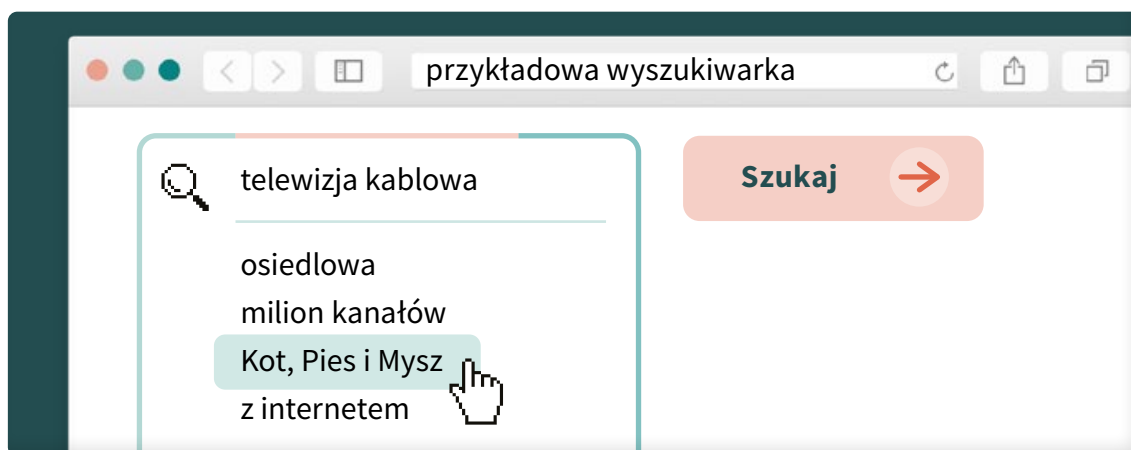 przykładowa wyszukiwarka
telewizja kablowa
Szukaj
osiedlowa
milion kanałów
Kot, Pies i Mysz
z internetem